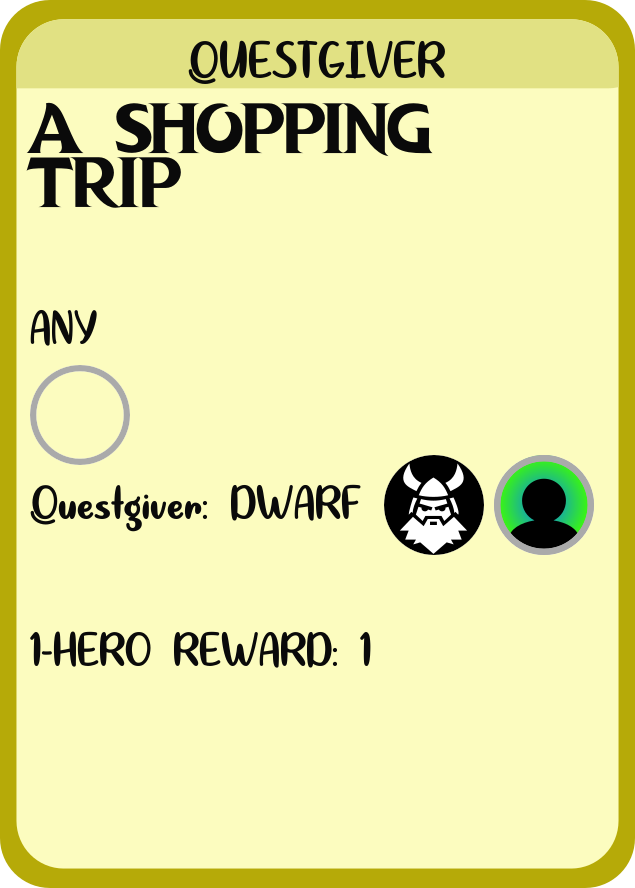 QUESTGIVER
A SHOPPING
TRIP
ANY
Questgiver: DWARF
1-HERO REWARD: 1